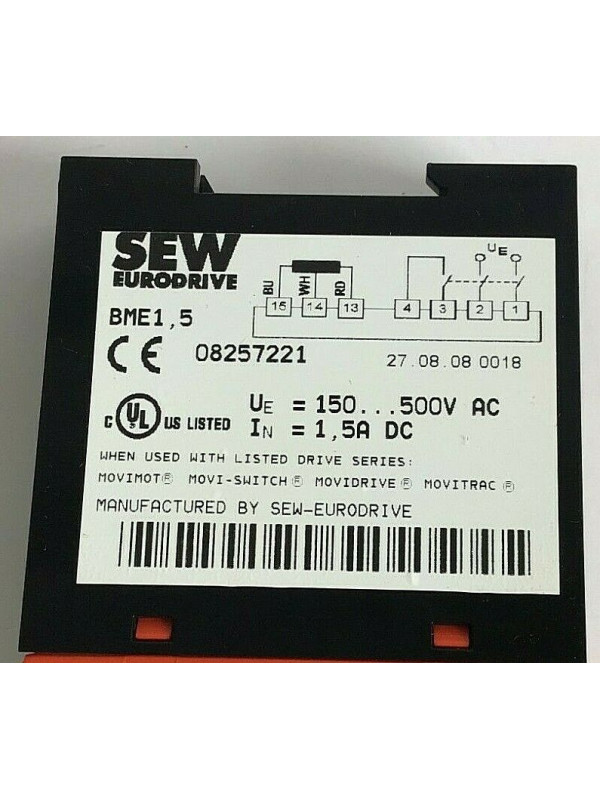 SEW
EURODRIVE
UE
BU WH RD
15 14 13 4 3 2 1
BME1,5
CE 08257221 27.08.08 0018
C UL US LISTED
UE = 150...500V AC
IN = 1,5A DC
WHEN USED WITH LISTED DRIVE SERIES:
MOVIMOT® MOVI-SWITCH® MOVIDRIVE® MOVITRAC®
MANUFACTURED BY SEW-EURODRIVE